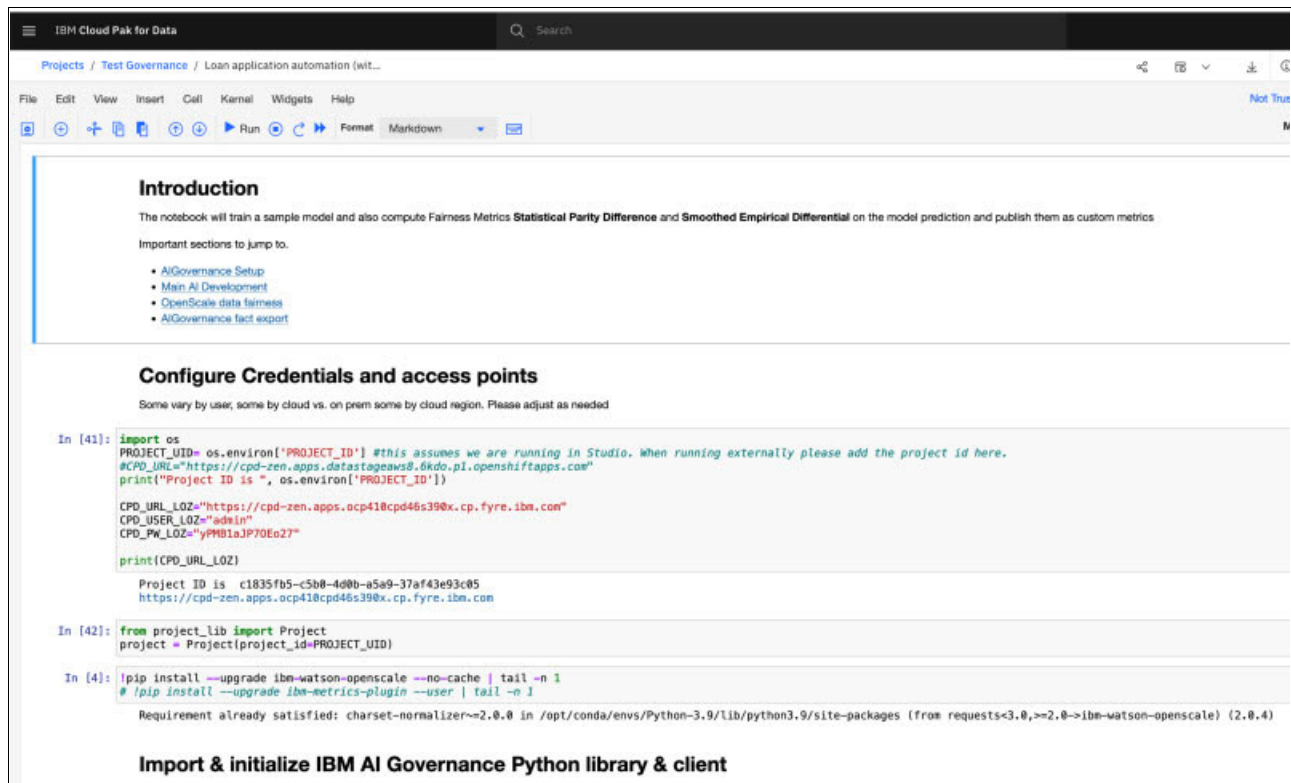 IBM Cloud Pak for Data
Search
Projects / Test Governance / Loan application automation (wit...
File Edit View Insert Cell Kernel Widgets Help
Not Trus
Run Format Markdown
M
Introduction
The notebook will train a sample model and also compute Fairness Metrics Statistical Parity Difference and Smoothed Empirical Differential on the model prediction and publish them as custom metrics
Important sections to jump to.
• AIGovernance Setup
• Main AI Development
• OpenScale data fairness
• AIGovernance fact export
Configure Credentials and access points
Some vary by user, some by cloud vs. on prem some by cloud region. Please adjust as needed
In [41]: import os
PROJECT_UID= os.environ['PROJECT_ID'] #this assumes we are running in Studio. When running externally please add the project id here.
#CPD_URL="https://cpd-zen.apps.datastageaws8.6kdo.p1.openshiftapps.com"
print("Project ID is ", os.environ['PROJECT_ID'])
CPD_URL_LOZ="https://cpd-zen.apps.ocp410cpd46s390x.cp.fyre.ibm.com"
CPD_USER_LOZ="admin"
CPD_PW_LOZ="yPMB1aJP7OEo27"
print(CPD_URL_LOZ)
Project ID is  c1835fb5-c5b0-4d0b-a5a9-37af43e93c05
https://cpd-zen.apps.ocp410cpd46s390x.cp.fyre.ibm.com
In [42]: from project_lib import Project
project = Project(project_id=PROJECT_UID)
In [4]: !pip install --upgrade ibm-watson-openscale --no-cache | tail -n 1
# !pip install --upgrade ibm-metrics-plugin --user | tail -n 1
Requirement already satisfied: charset-normalizer~=2.0.0 in /opt/conda/envs/Python-3.9/lib/python3.9/site-packages (from requests<3.0,>=2.0->ibm-watson-openscale) (2.0.4)
Import & initialize IBM AI Governance Python library & client